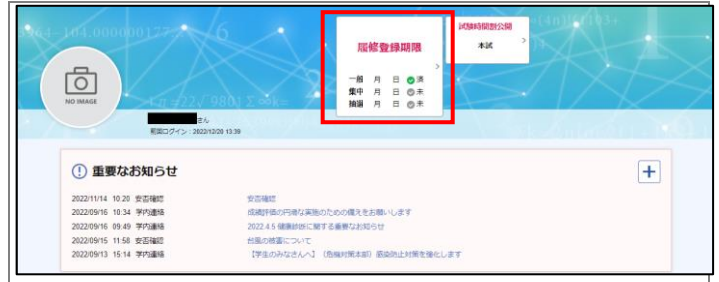 履修登録期限
一般 月 日 済
集中 月 日 未
抽選 月 日 未
試験時間割公開
本試
NO IMAGE
さん
前回ログイン : 2022/12/20 13:39
重要なお知らせ
2022/11/14 10:20 安否確認 安否確認
2022/09/16 10:34 学内連絡 成績評価の円滑な実施のための備えをお願いします
2022/09/16 09:49 学内連絡 2022.4.5 健康診断に関する重要なお知らせ
2022/09/15 11:58 安否確認 台風の被害について
2022/09/13 15:14 学内連絡 【学生のみなさんへ】(危機対策本部)感染防止対策を強化します